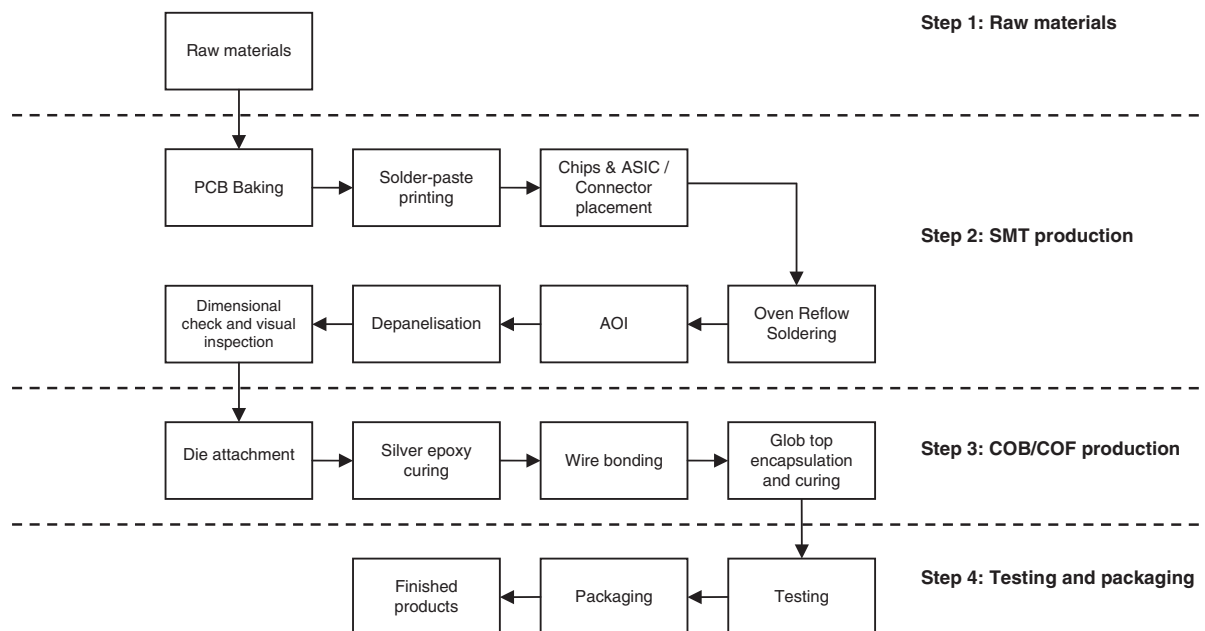 Step 1: Raw materials
Raw materials
PCB Baking
Solder-paste
printing
Chips & ASIC /
Connector
placement
Step 2: SMT production
Dimensional
check and visual
inspection
Depanelisation
AOI
Oven Reflow
Soldering
Die attachment
Silver epoxy
curing
Wire bonding
Glob top
encapsulation
and curing
Step 3: COB/COF production
Finished
products
Packaging
Testing
Step 4: Testing and packaging